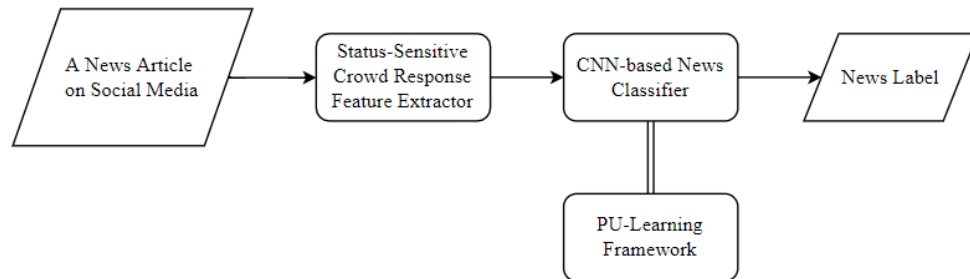 A News Article
on Social Media
Status-Sensitive
Crowd Response
Feature Extractor
CNN-based News
Classifier
News Label
PU-Learning
Framework